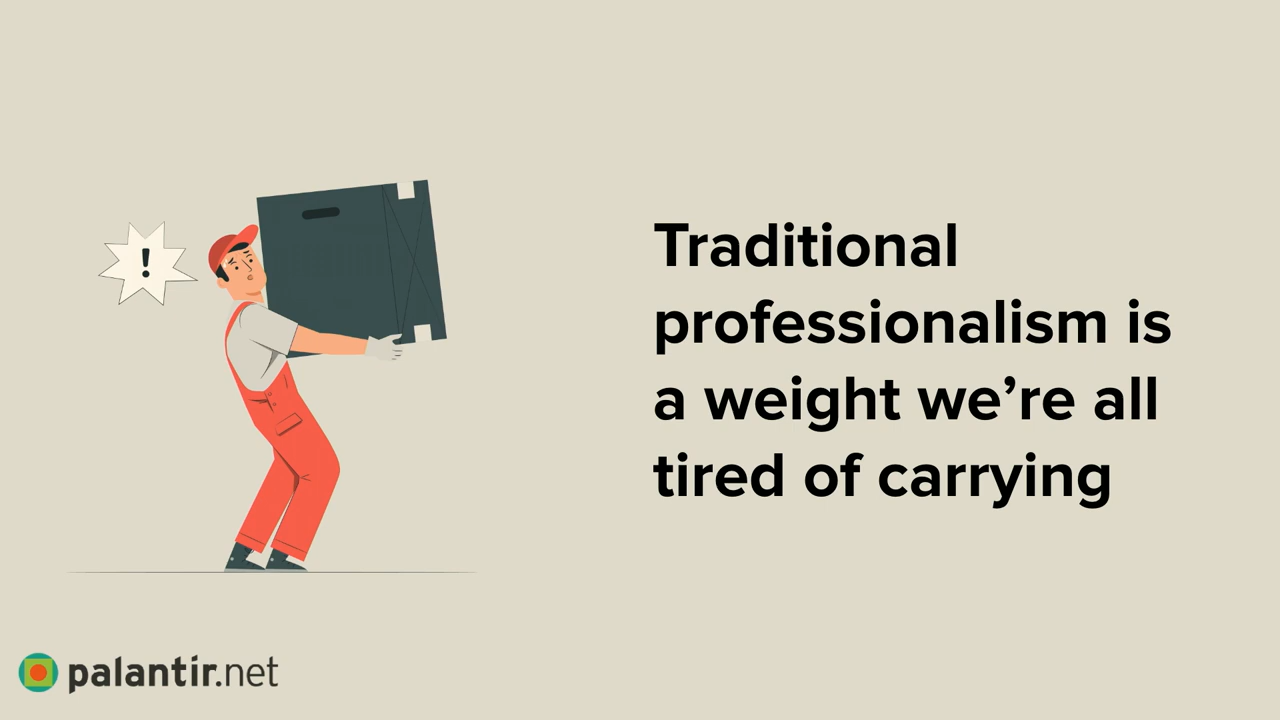 !
Traditional
professionalism is
a weight we’re all
tired of carrying
palantir.net